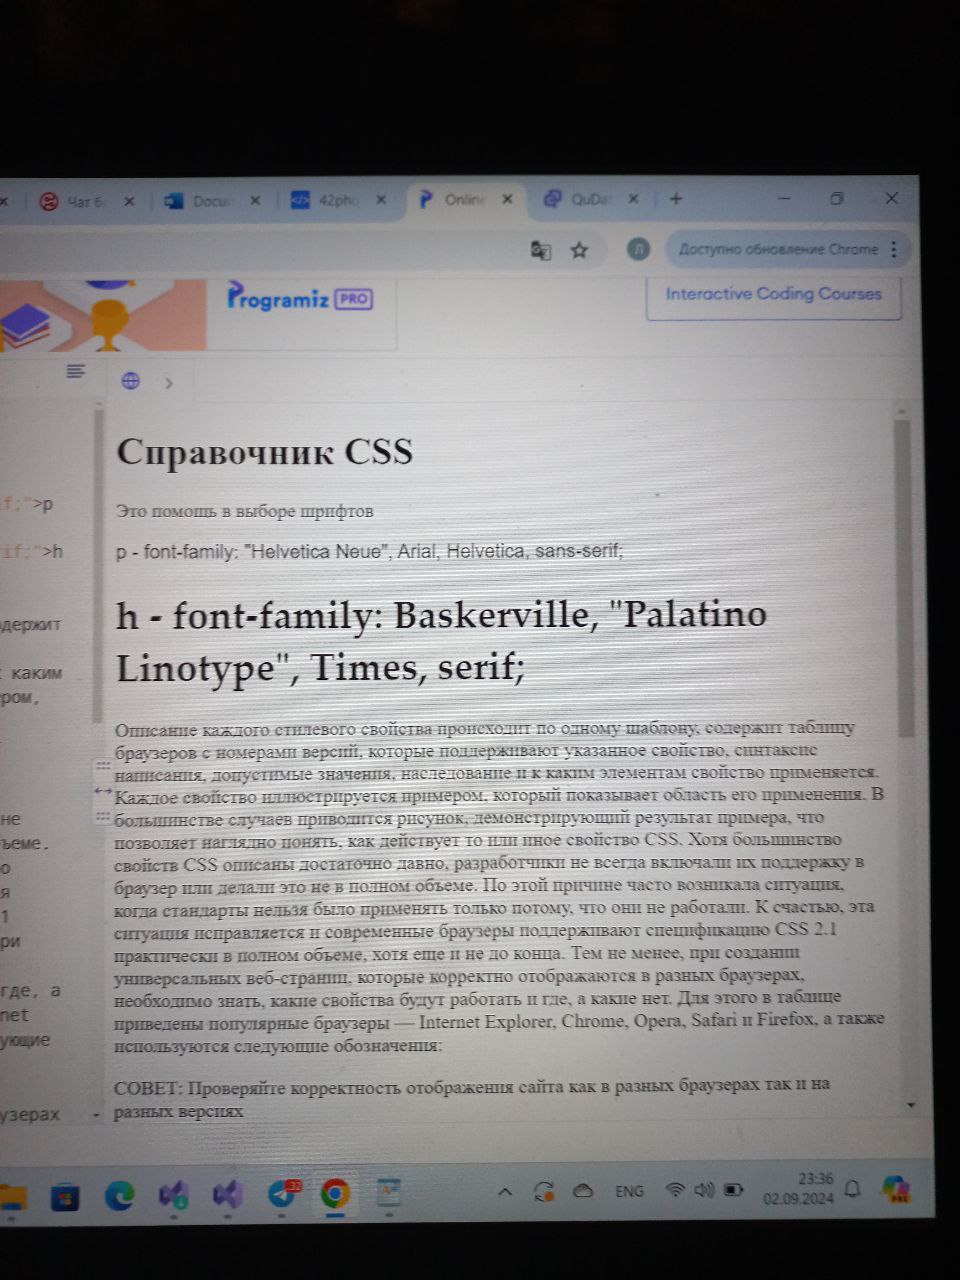 Чат бо
Docu
42pho
Online
QuDa
Доступно обновление Chrome
Programiz PRO
Interactive Coding Courses
Справочник CSS
Это помощь в выборе шрифтов
p - font-family: "Helvetica Neue", Arial, Helvetica, sans-serif;
h - font-family: Baskerville, "Palatino
Linotype", Times, serif;
Описание каждого стилевого свойства происходит по одному шаблону, содержит таблицу
браузеров с номерами версий, которые поддерживают указанное свойство, синтаксис
написания, допустимые значения, наследование и к каким элементам свойство применяется.
Каждое свойство иллюстрируется примером, который показывает область его применения. В
большинстве случаев приводится рисунок, демонстрирующий результат примера, что
позволяет наглядно понять, как действует то или иное свойство CSS. Хотя большинство
свойств CSS описаны достаточно давно, разработчики не всегда включали их поддержку в
браузер или делали это не в полном объеме. По этой причине часто возникала ситуация,
когда стандарты нельзя было применять только потому, что они не работали. К счастью, эта
ситуация исправляется и современные браузеры поддерживают спецификацию CSS 2.1
практически в полном объеме, хотя еще и не до конца. Тем не менее, при создании
универсальных веб-страниц, которые корректно отображаются в разных браузерах,
необходимо знать, какие свойства будут работать и где, а какие нет. Для этого в таблице
приведены популярные браузеры — Internet Explorer, Chrome, Opera, Safari и Firefox, а также
используются следующие обозначения:
СОВЕТ: Проверяйте корректность отображения сайта как в разных браузерах так и на
разных версиях
if;">p
rif;">h
держит
каким
ром,
не
ъеме.
о
я
1
ри
где, а
net
ующие
узерах
32
ENG
23:36
02.09.2024
PRE